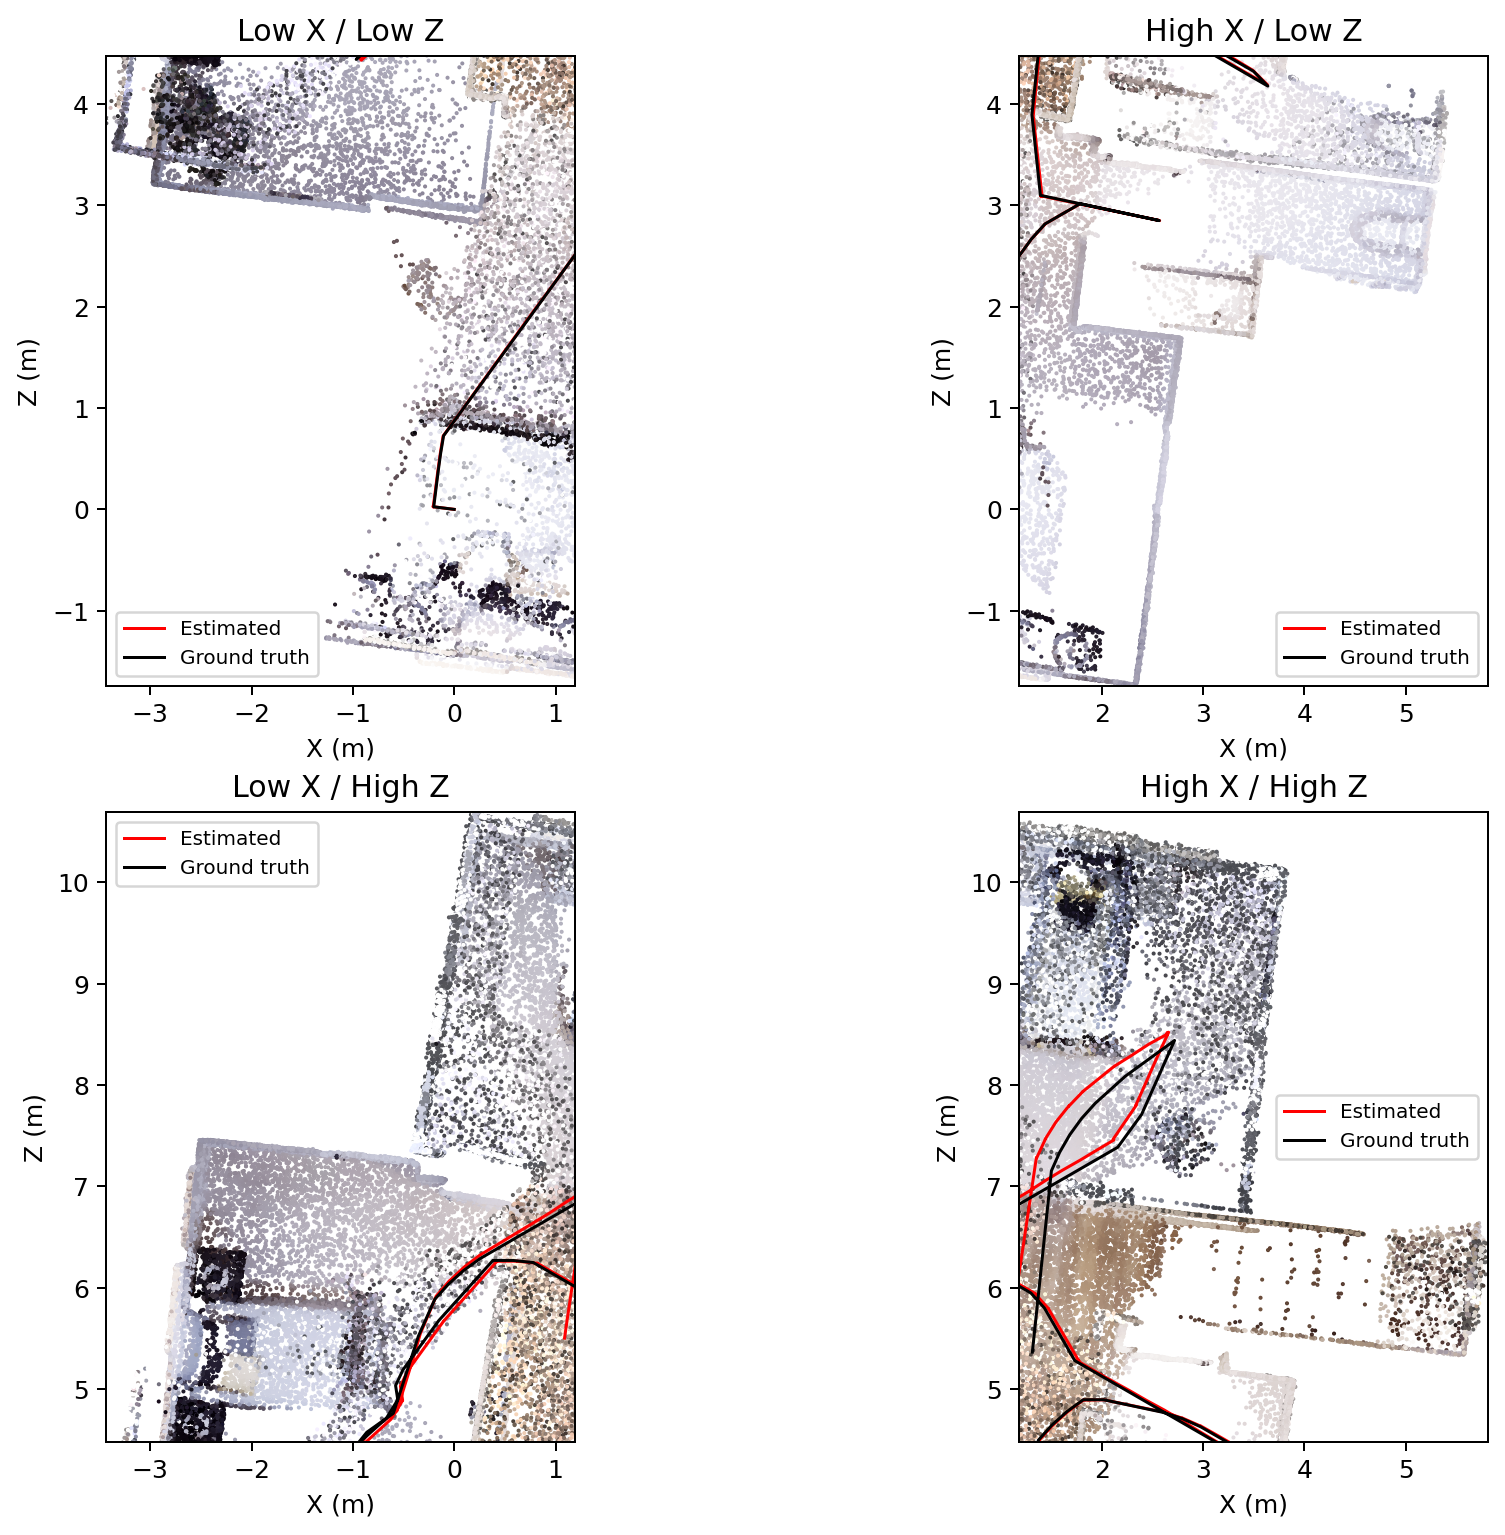 Low X / Low Z
4
3
2
1
0
−1
Z (m)
Estimated
Ground truth
−3 −2 −1 0 1
X (m)
High X / Low Z
4
3
2
1
0
−1
Z (m)
Estimated
Ground truth
2 3 4 5
X (m)
Low X / High Z
Estimated
Ground truth
10
9
8
7
6
5
Z (m)
−3 −2 −1 0 1
X (m)
High X / High Z
10
9
8
7
6
5
Z (m)
Estimated
Ground truth
2 3 4 5
X (m)